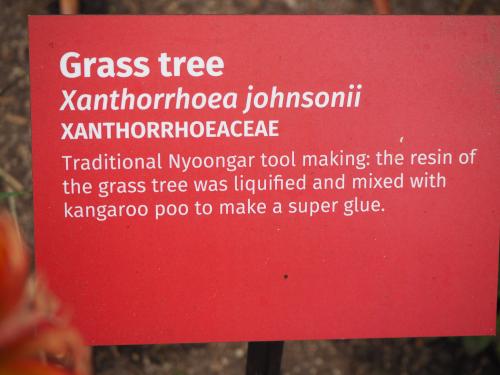 Grass tree
Xanthorrhoea johnsonii
XANTHORRHOEACEAE
Traditional Nyoongar tool making: the resin of
the grass tree was liquified and mixed with
kangaroo poo to make a super glue.